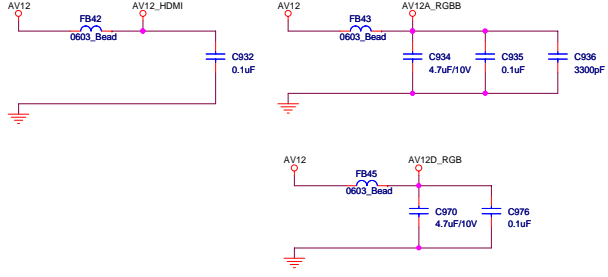 AV12
AV12_HDMI
FB42
0603_Bead
C932
0.1uF
AV12
AV12A_RGBB
FB43
0603_Bead
C934
4.7uF/10V
C935
0.1uF
C936
3300pF
AV12
AV12D_RGB
FB45
0603_Bead
C970
4.7uF/10V
C976
0.1uF